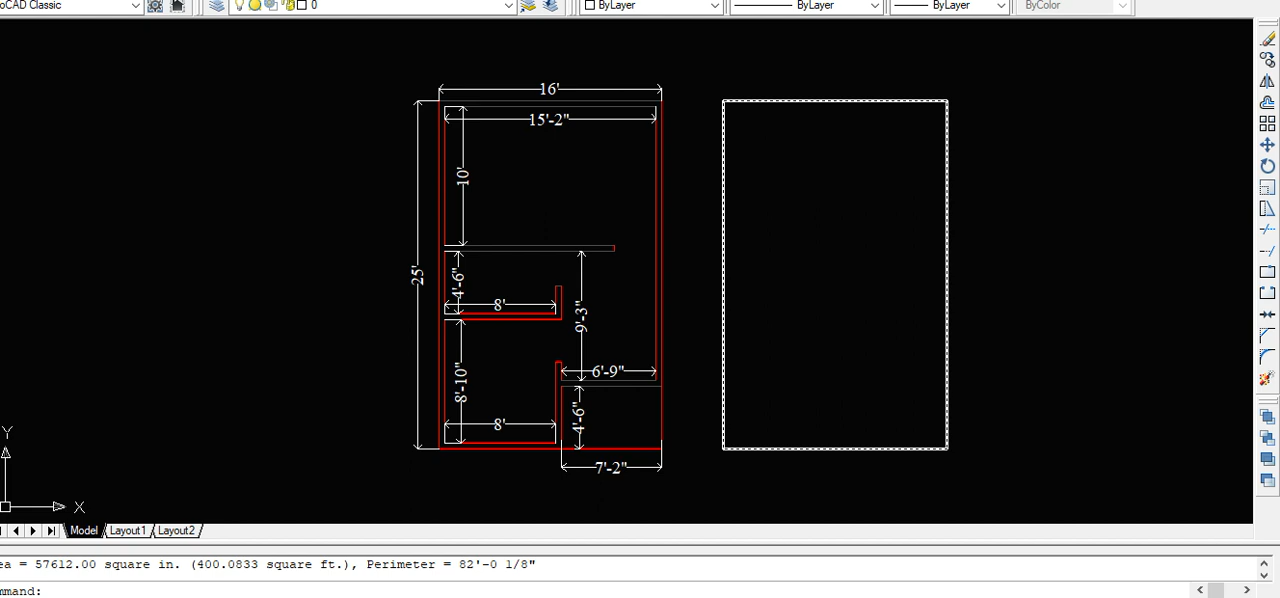 oCAD Classic
0
ByLayer
ByLayer
ByLayer
ByColor
16'
15'-2"
10'
25'
4'-6"
8'
9'-3"
6'-9"
8'-10"
8'
4'-6"
7'-2"
Y
X
Model
Layout1
Layout2
ea = 57612.00 square in. (400.0833 square ft.), Perimeter = 82'-0 1/8"
mmand: